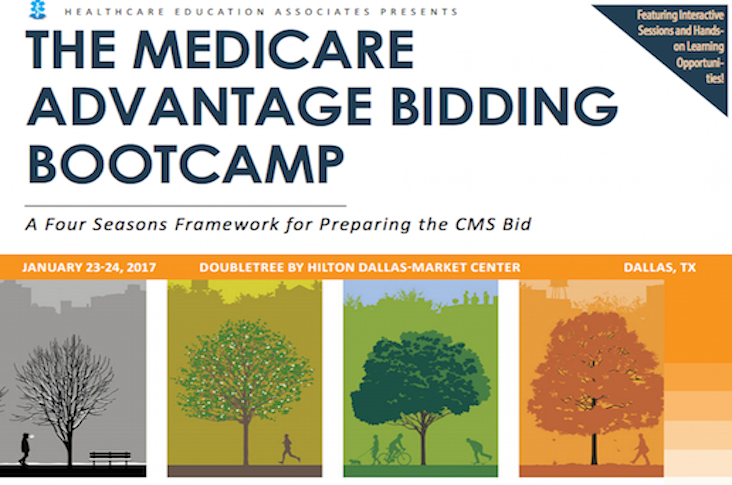 HEALTHCARE EDUCATION ASSOCIATES PRESENTS
THE MEDICARE
ADVANTAGE BIDDING
BOOTCAMP
Featuring Interactive
Sessions and Hands-
on Learning
Opportuni-
ties!
A Four Seasons Framework for Preparing the CMS Bid
JANUARY 23-24, 2017 DOUBLETREE BY HILTON DALLAS-MARKET CENTER DALLAS, TX